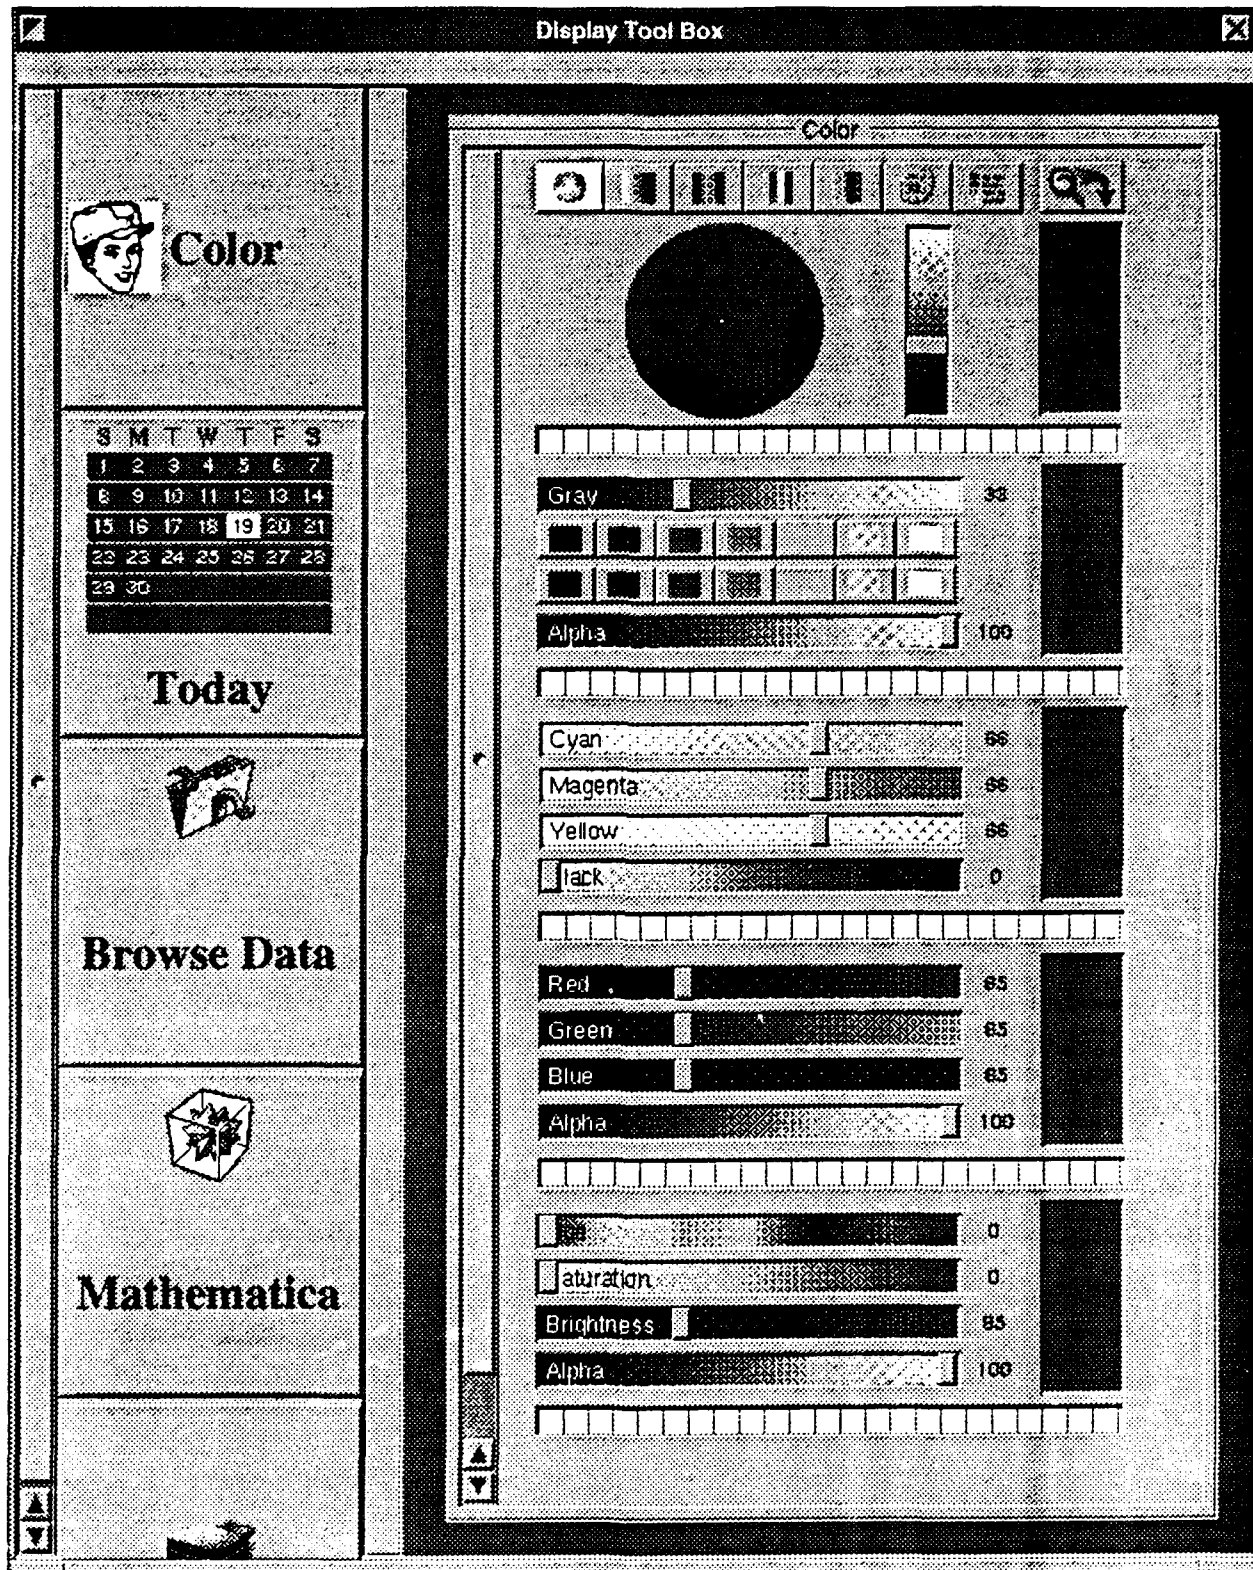 Display Tool Box
Color
Color
S M T W T F S
1 2 3 4 5 6 7
8 9 10 11 12 13 14
15 16 17 18 19 20 21
22 23 24 25 26 27 28
29 30
Today
Browse Data
Mathematica
Gray 33
Alpha 100
Cyan 66
Magenta 66
Yellow 66
lack 0
Red 85
Green 85
Blue 85
Alpha 100
0
aturation 0
Brightness 85
Alpha 100